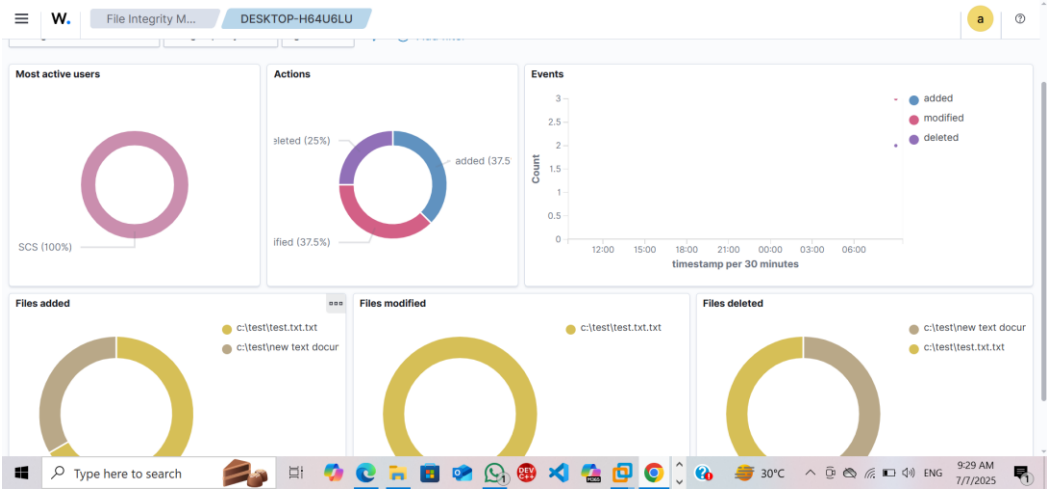 W.
File Integrity M...
DESKTOP-H64U6LU
a
Most active users
SCS (100%)
Actions
eleted (25%)
added (37.5
ified (37.5%)
Events
Count
3
2.5
2
1.5
1
0.5
0
12:00 15:00 18:00 21:00 00:00 03:00 06:00
timestamp per 30 minutes
added
modified
deleted
Files added
c:\test\test.txt.txt
c:\test\new text docur
Files modified
c:\test\test.txt.txt
Files deleted
c:\test\new text docur
c:\test\test.txt.txt
Type here to search
DEV
C++
30°C
ENG
9:29 AM
7/7/2025
1